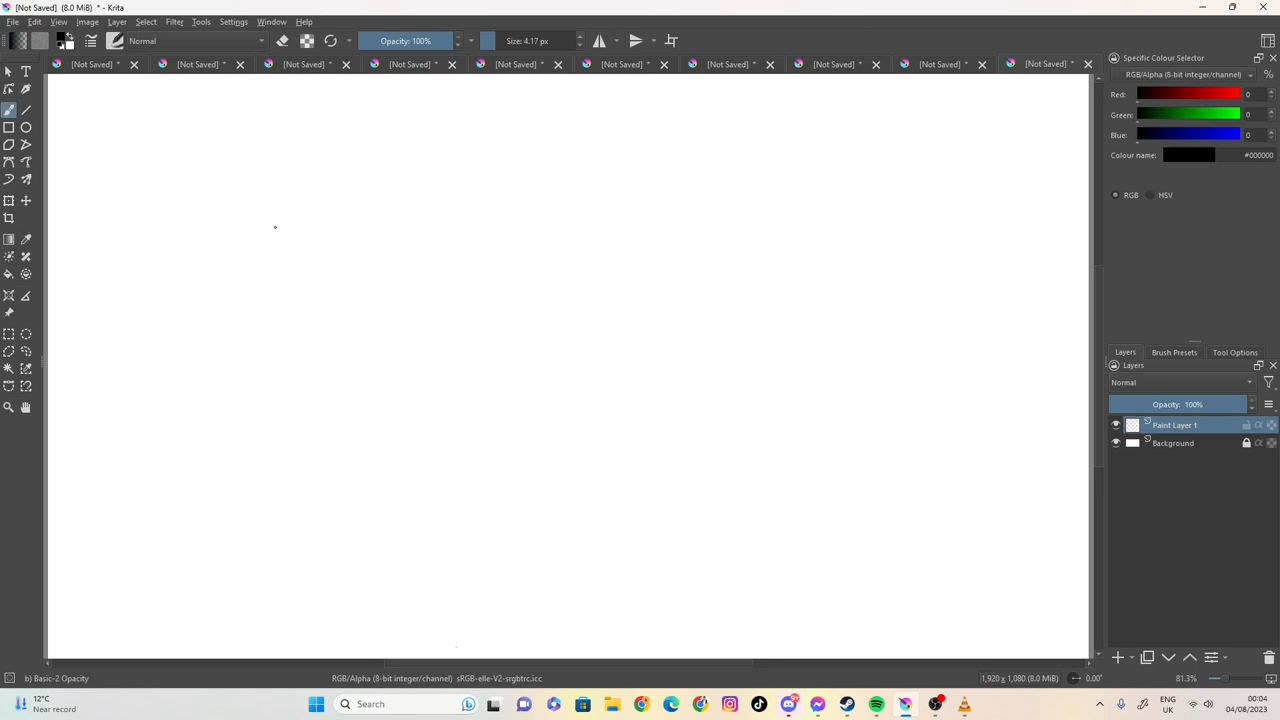 [Not Saved] (8.0 MiB) * - Krita
File Edit View Image Layer Select Filter Tools Settings Window Help
Normal Opacity: 100% Size: 4.17 px
[Not Saved] * [Not Saved] * [Not Saved] * [Not Saved] * [Not Saved] * [Not Saved] * [Not Saved] * [Not Saved] * [Not Saved] * [Not Saved] *
Specific Colour Selector
RGB/Alpha (8-bit integer/channel) %
Red: 0
Green: 0
Blue: 0
Colour name: #000000
RGB HSV
Layers Brush Presets Tool Options
Layers
Normal
Opacity: 100%
Paint Layer 1
Background
b) Basic-2 Opacity RGB/Alpha (8-bit integer/channel) sRGB-elle-V2-srgbtrc.icc 1,920 x 1,080 (8.0 MiB) 0.00° 81.3%
12°C
Near record
Search
9+
ENG
UK
00:04
04/08/2023